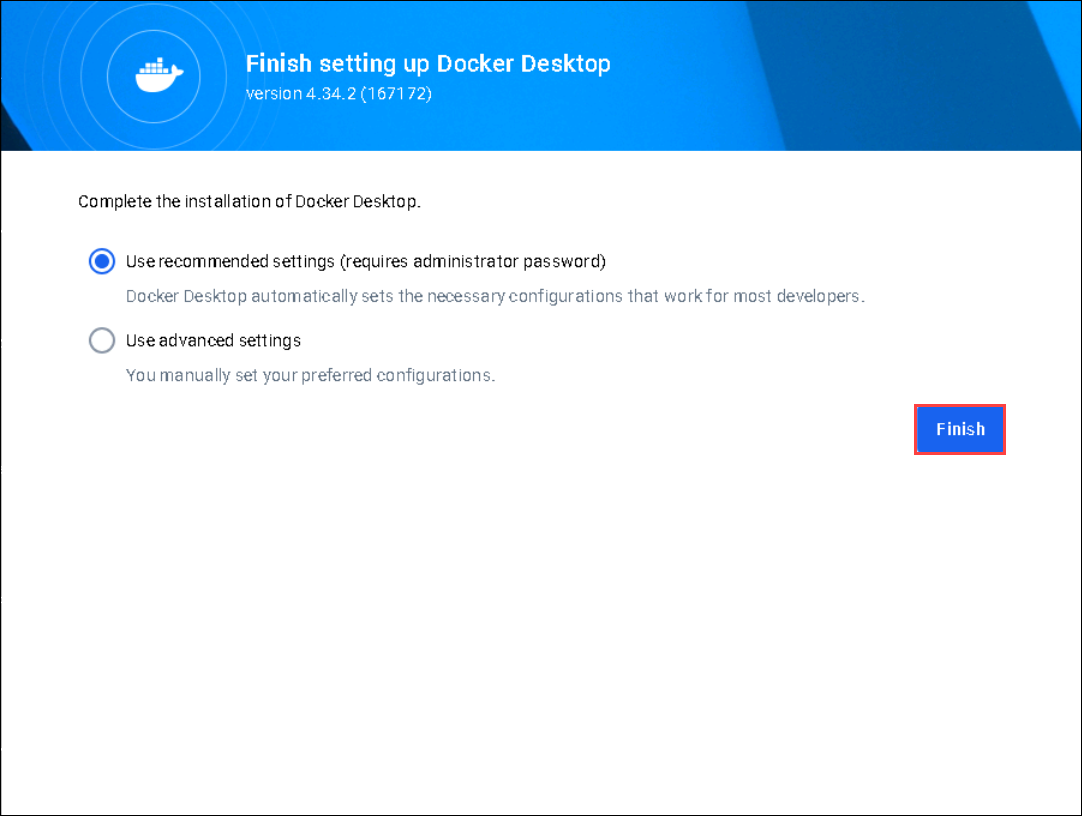 Finish setting up Docker Desktop
version 4.34.2 (167172)
Complete the installation of Docker Desktop.
Use recommended settings (requires administrator password)
Docker Desktop automatically sets the necessary configurations that work for most developers.
Use advanced settings
You manually set your preferred configurations.
Finish